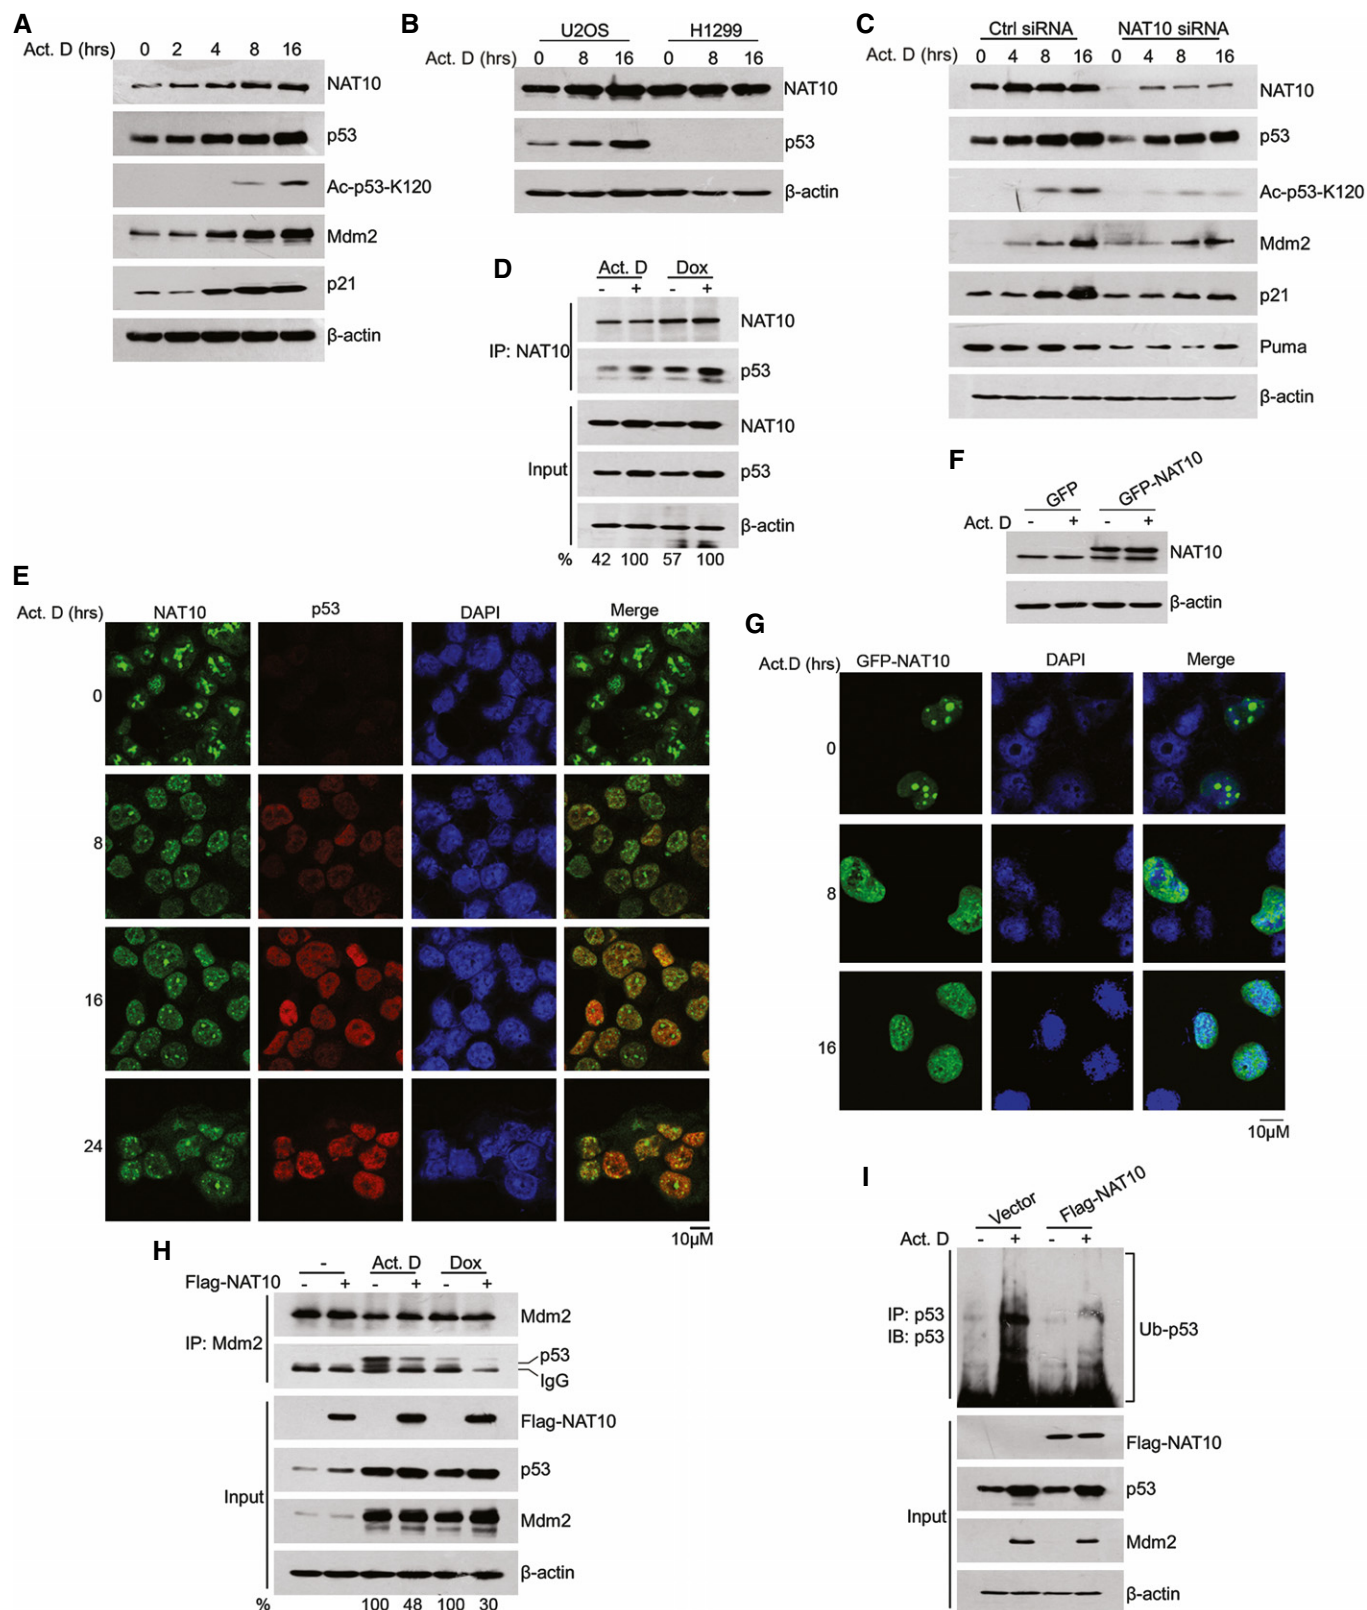 A
Act. D (hrs) 0 2 4 8 16
NAT10
p53
Ac-p53-K120
Mdm2
p21
β-actin
B
U2OS H1299
Act. D (hrs) 0 8 16 0 8 16
NAT10
p53
β-actin
C
Ctrl siRNA NAT10 siRNA
Act. D (hrs) 0 4 8 16 0 4 8 16
NAT10
p53
Ac-p53-K120
Mdm2
p21
Puma
β-actin
D
Act. D Dox
- + - +
IP: NAT10
NAT10
p53
Input
NAT10
p53
β-actin
% 42 100 57 100
E
Act. D (hrs) NAT10 p53 DAPI Merge
0
8
16
24
10µM
F
GFP GFP-NAT10
Act. D - + - +
NAT10
β-actin
G
Act.D (hrs) GFP-NAT10 DAPI Merge
0
8
16
10µM
H
- Act. D Dox
Flag-NAT10 - + - + - +
IP: Mdm2
Mdm2
p53
IgG
Input
Flag-NAT10
p53
Mdm2
β-actin
% 100 48 100 30
I
Vector Flag-NAT10
Act. D - + - +
IP: p53
IB: p53
Ub-p53
Input
Flag-NAT10
p53
Mdm2
β-actin